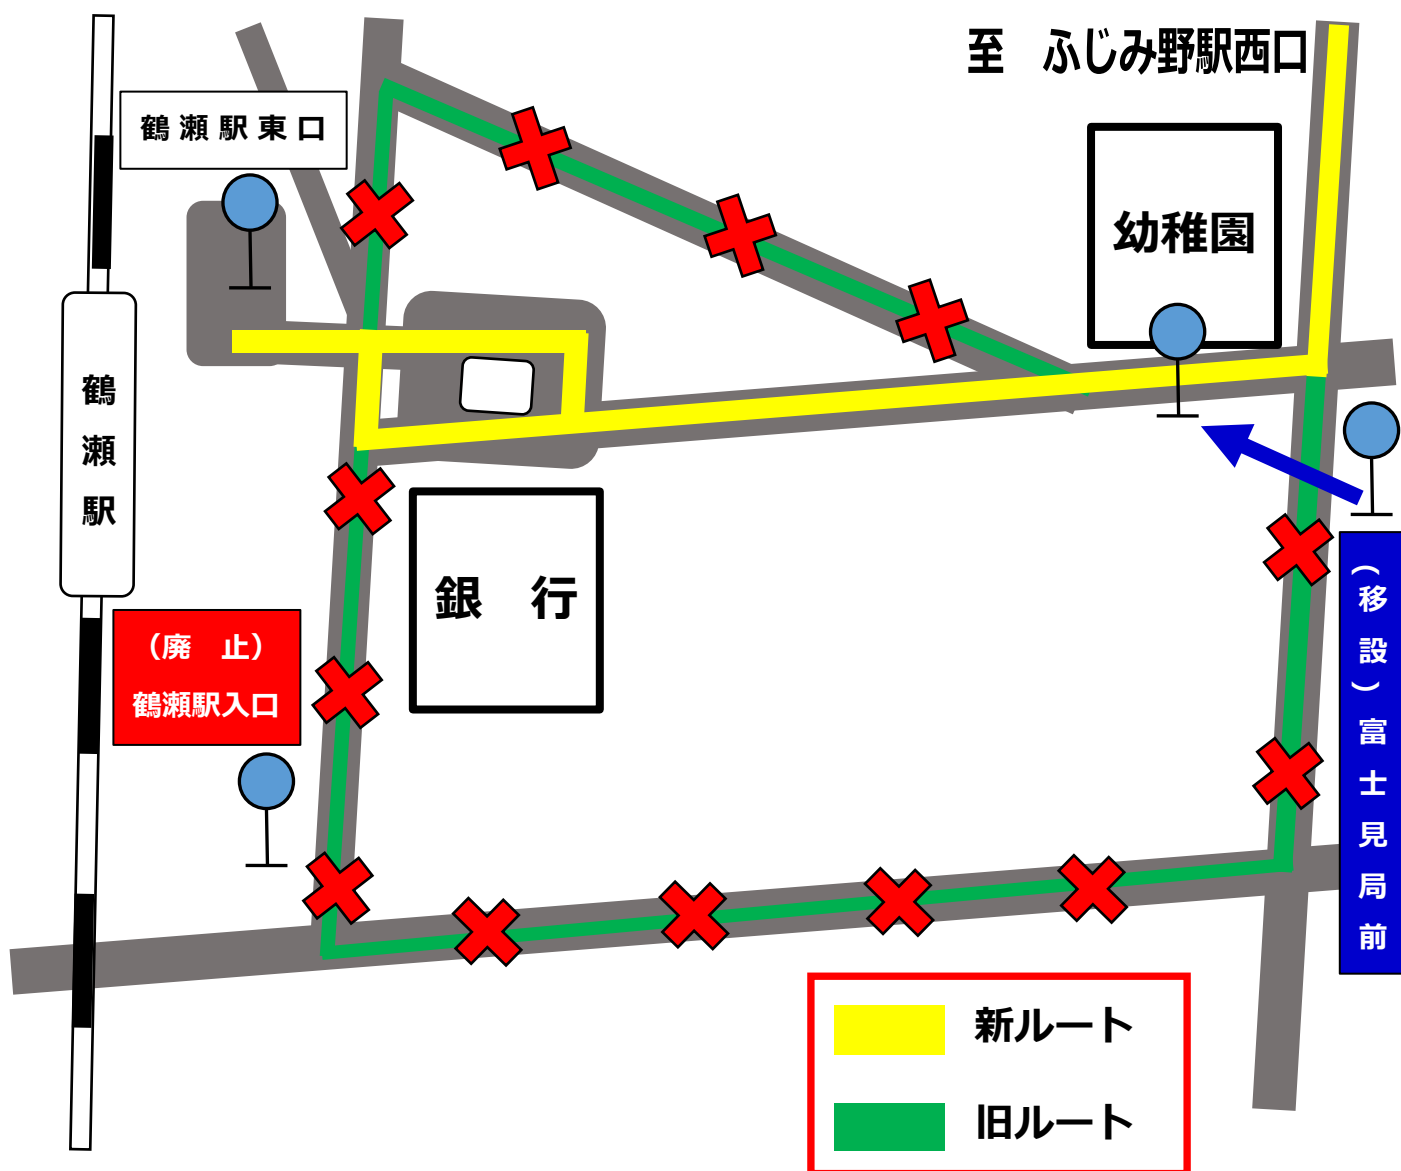 至　ふじみ野駅西口
鶴瀬駅東口
幼稚園
鶴瀬駅
銀　行
（廃　止）
鶴瀬駅入口
（移設）富士見局前
新ルート
旧ルート